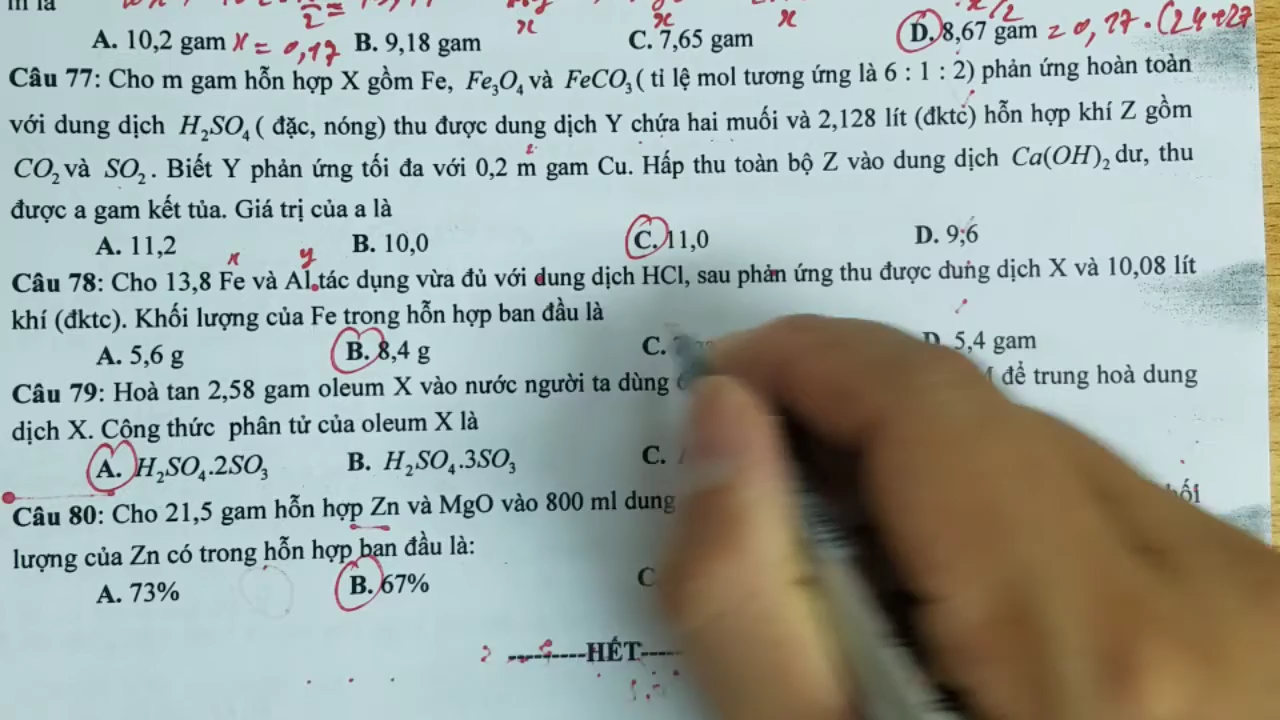 m là
2
x
x
x
A. 10,2 gam x = 0,17 B. 9,18 gam C. 7,65 gam D. 8,67 gam = 0,17 . (24+27
Câu 77: Cho m gam hỗn hợp X gồm Fe, Fe₃O₄ và FeCO₃ ( tỉ lệ mol tương ứng là 6 : 1 : 2) phản ứng hoàn toàn
với dung dịch H₂SO₄ ( đặc, nóng) thu được dung dịch Y chứa hai muối và 2,128 lít (đktc) hỗn hợp khí Z gồm
CO₂ và SO₂ . Biết Y phản ứng tối đa với 0,2 m gam Cu. Hấp thu toàn bộ Z vào dung dịch Ca(OH)₂ dư, thu
được a gam kết tủa. Giá trị của a là
A. 11,2 B. 10,0 C. 11,0 D. 9,6
x y
Câu 78: Cho 13,8 Fe và Al tác dụng vừa đủ với dung dịch HCl, sau phản ứng thu được dung dịch X và 10,08 lít
khí (đktc). Khối lượng của Fe trong hỗn hợp ban đầu là
A. 5,6 g B. 8,4 g C. D. 5,4 gam
Câu 79: Hoà tan 2,58 gam oleum X vào nước người ta dùng để trung hoà dung
dịch X. Công thức phân tử của oleum X là
A. H₂SO₄.2SO₃ B. H₂SO₄.3SO₃ C.
Câu 80: Cho 21,5 gam hỗn hợp Zn và MgO vào 800 ml dung
lượng của Zn có trong hỗn hợp ban đầu là:
A. 73% B. 67% C
---------HẾT-----